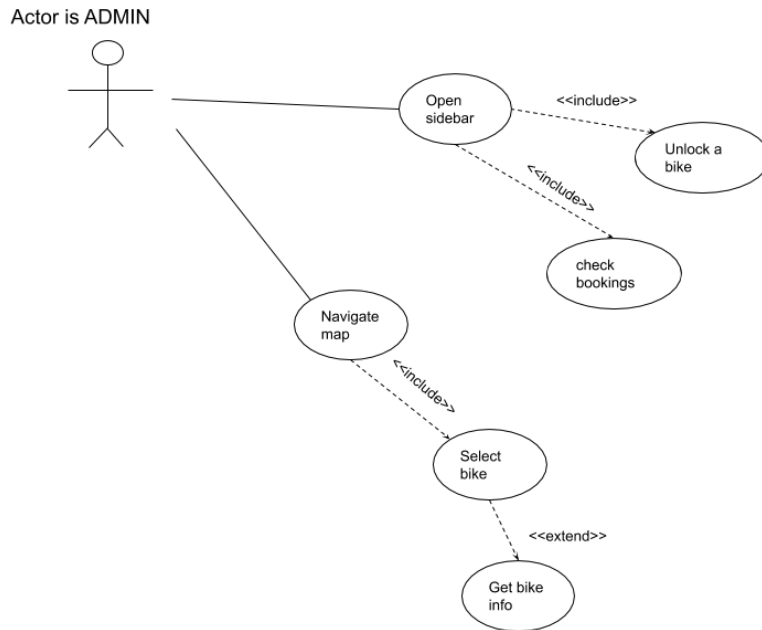 Actor is ADMIN
Open
sidebar
<<include>>
Unlock a
bike
<<include>>
check
bookings
Navigate
map
<<include>>
Select
bike
<<extend>>
Get bike
info